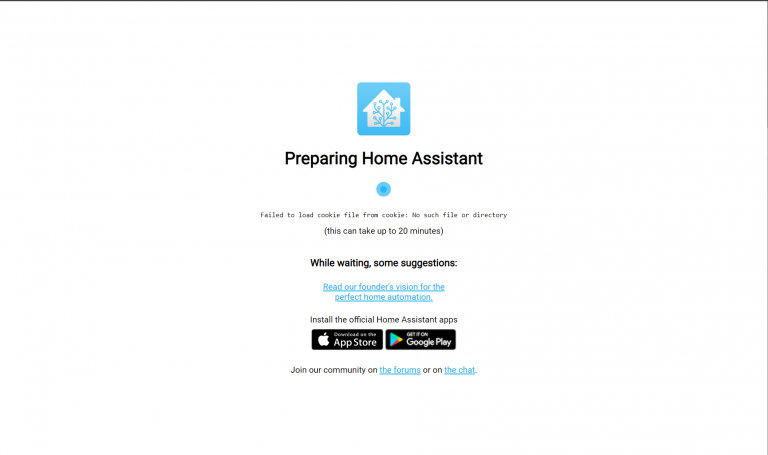 Preparing Home Assistant
Failed to load cookie file from cookie: No such file or directory
(this can take up to 20 minutes)
While waiting, some suggestions:
Read our founder's vision for the
perfect home automation.
Install the official Home Assistant apps
Download on the
App Store
GET IT ON
Google Play
Join our community on the forums or on the chat.